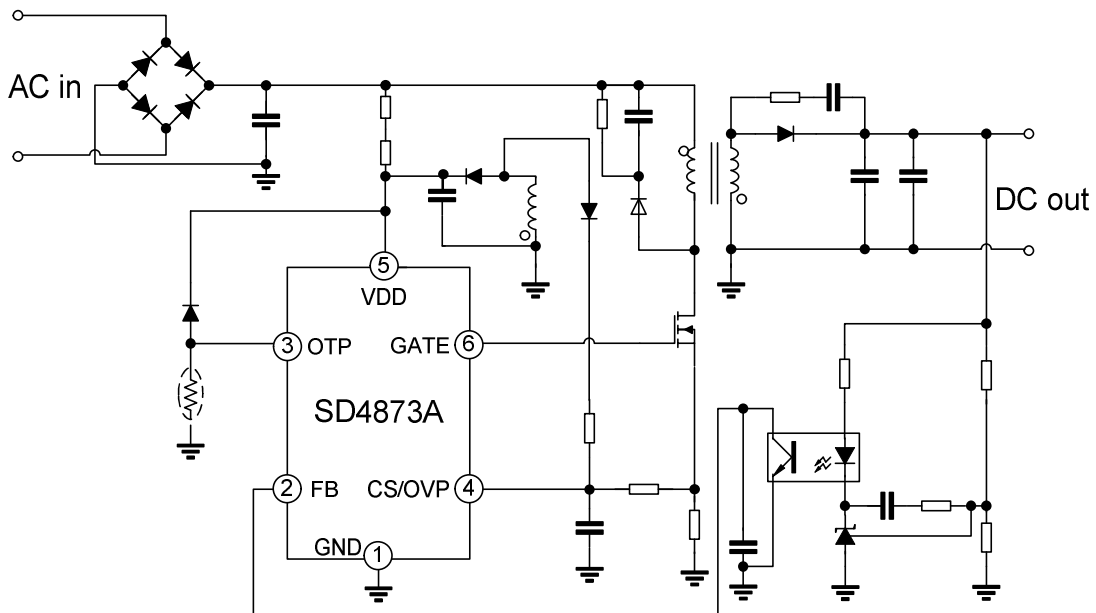 AC in
DC out
5
VDD
3 OTP
GATE 6
SD4873A
2 FB
CS/OVP 4
GND 1